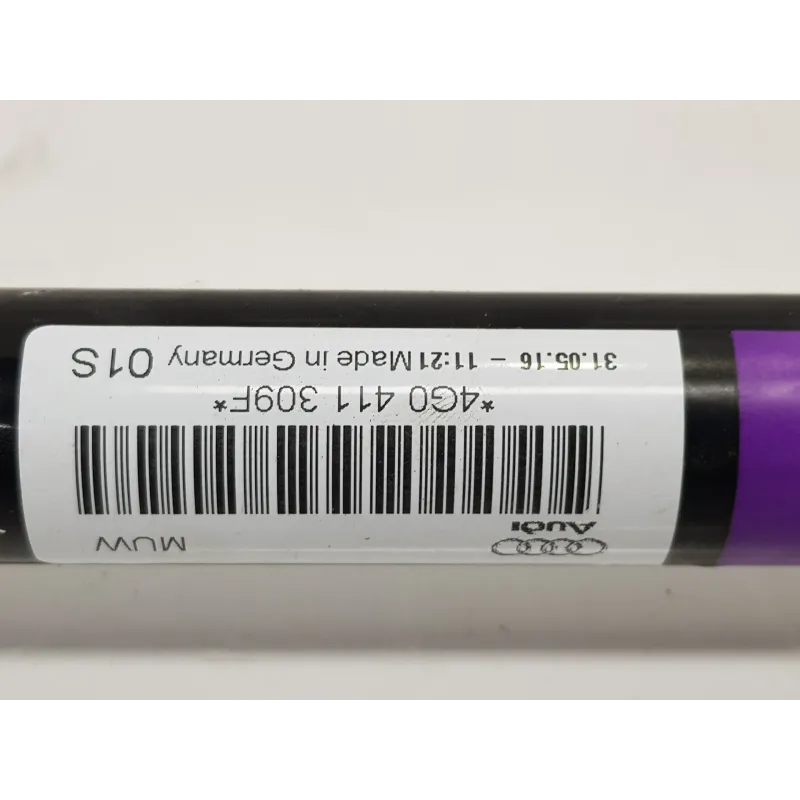 MUW
Audi
*4G0 411 309F*
31.05.16 - 11:21 Made in Germany 01S